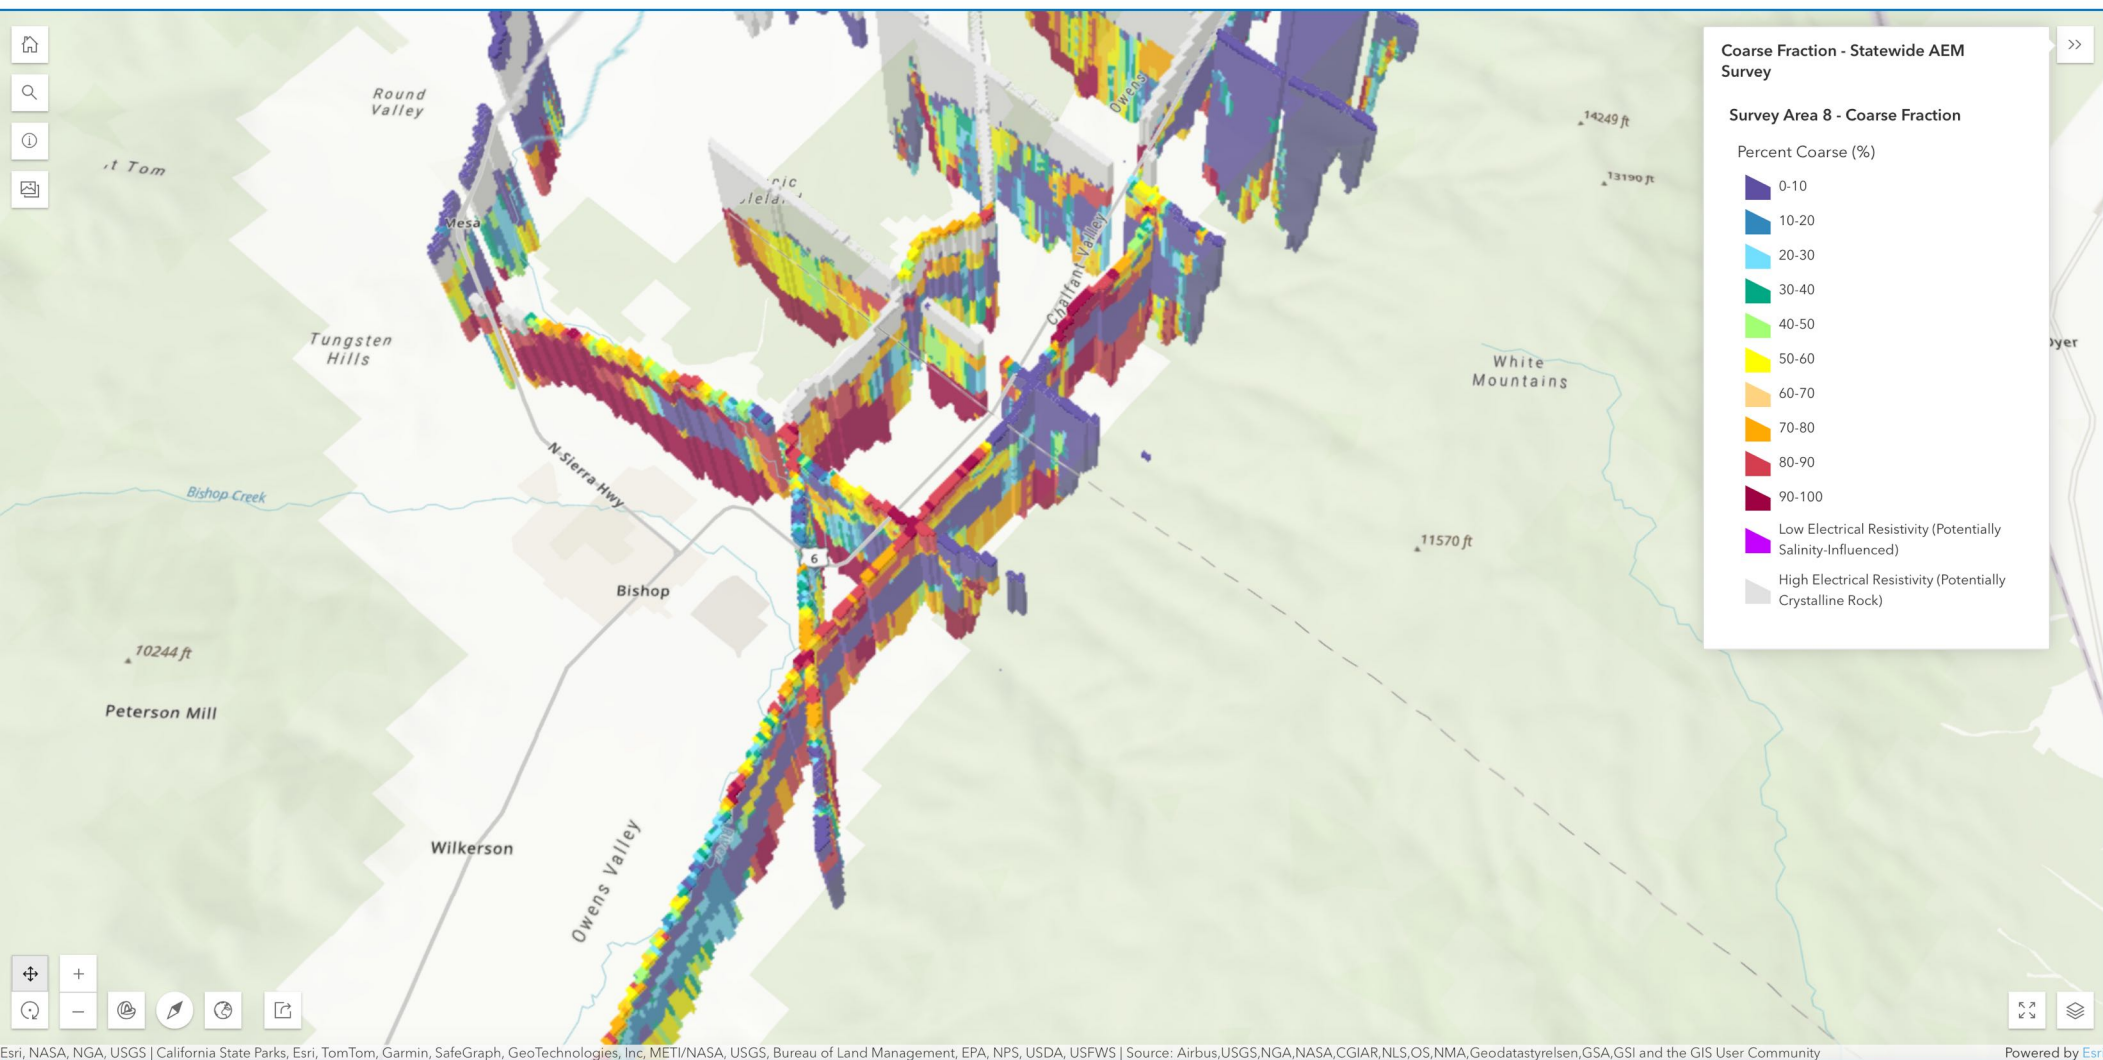 Coarse Fraction - Statewide AEM
Survey
Survey Area 8 - Coarse Fraction
Percent Coarse (%)
0-10
10-20
20-30
30-40
40-50
50-60
60-70
70-80
80-90
90-100
Low Electrical Resistivity (Potentially
Salinity-Influenced)
High Electrical Resistivity (Potentially
Crystalline Rock)
Round
Valley
Owens
14249 ft
13190 ft
Tom
Mesa
Chalfant Valley
Tungsten
Hills
White
Mountains
N Sierra Hwy
Bishop Creek
6
11570 ft
Bishop
10244 ft
Peterson Mill
Wilkerson
Owens Valley
Esri, NASA, NGA, USGS | California State Parks, Esri, TomTom, Garmin, SafeGraph, GeoTechnologies, Inc, METI/NASA, USGS, Bureau of Land Management, EPA, NPS, USDA, USFWS | Source: Airbus,USGS,NGA,NASA,CGIAR,NLS,OS,NMA,Geodatastyrelsen,GSA,GSI and the GIS User Community
Powered by Esr